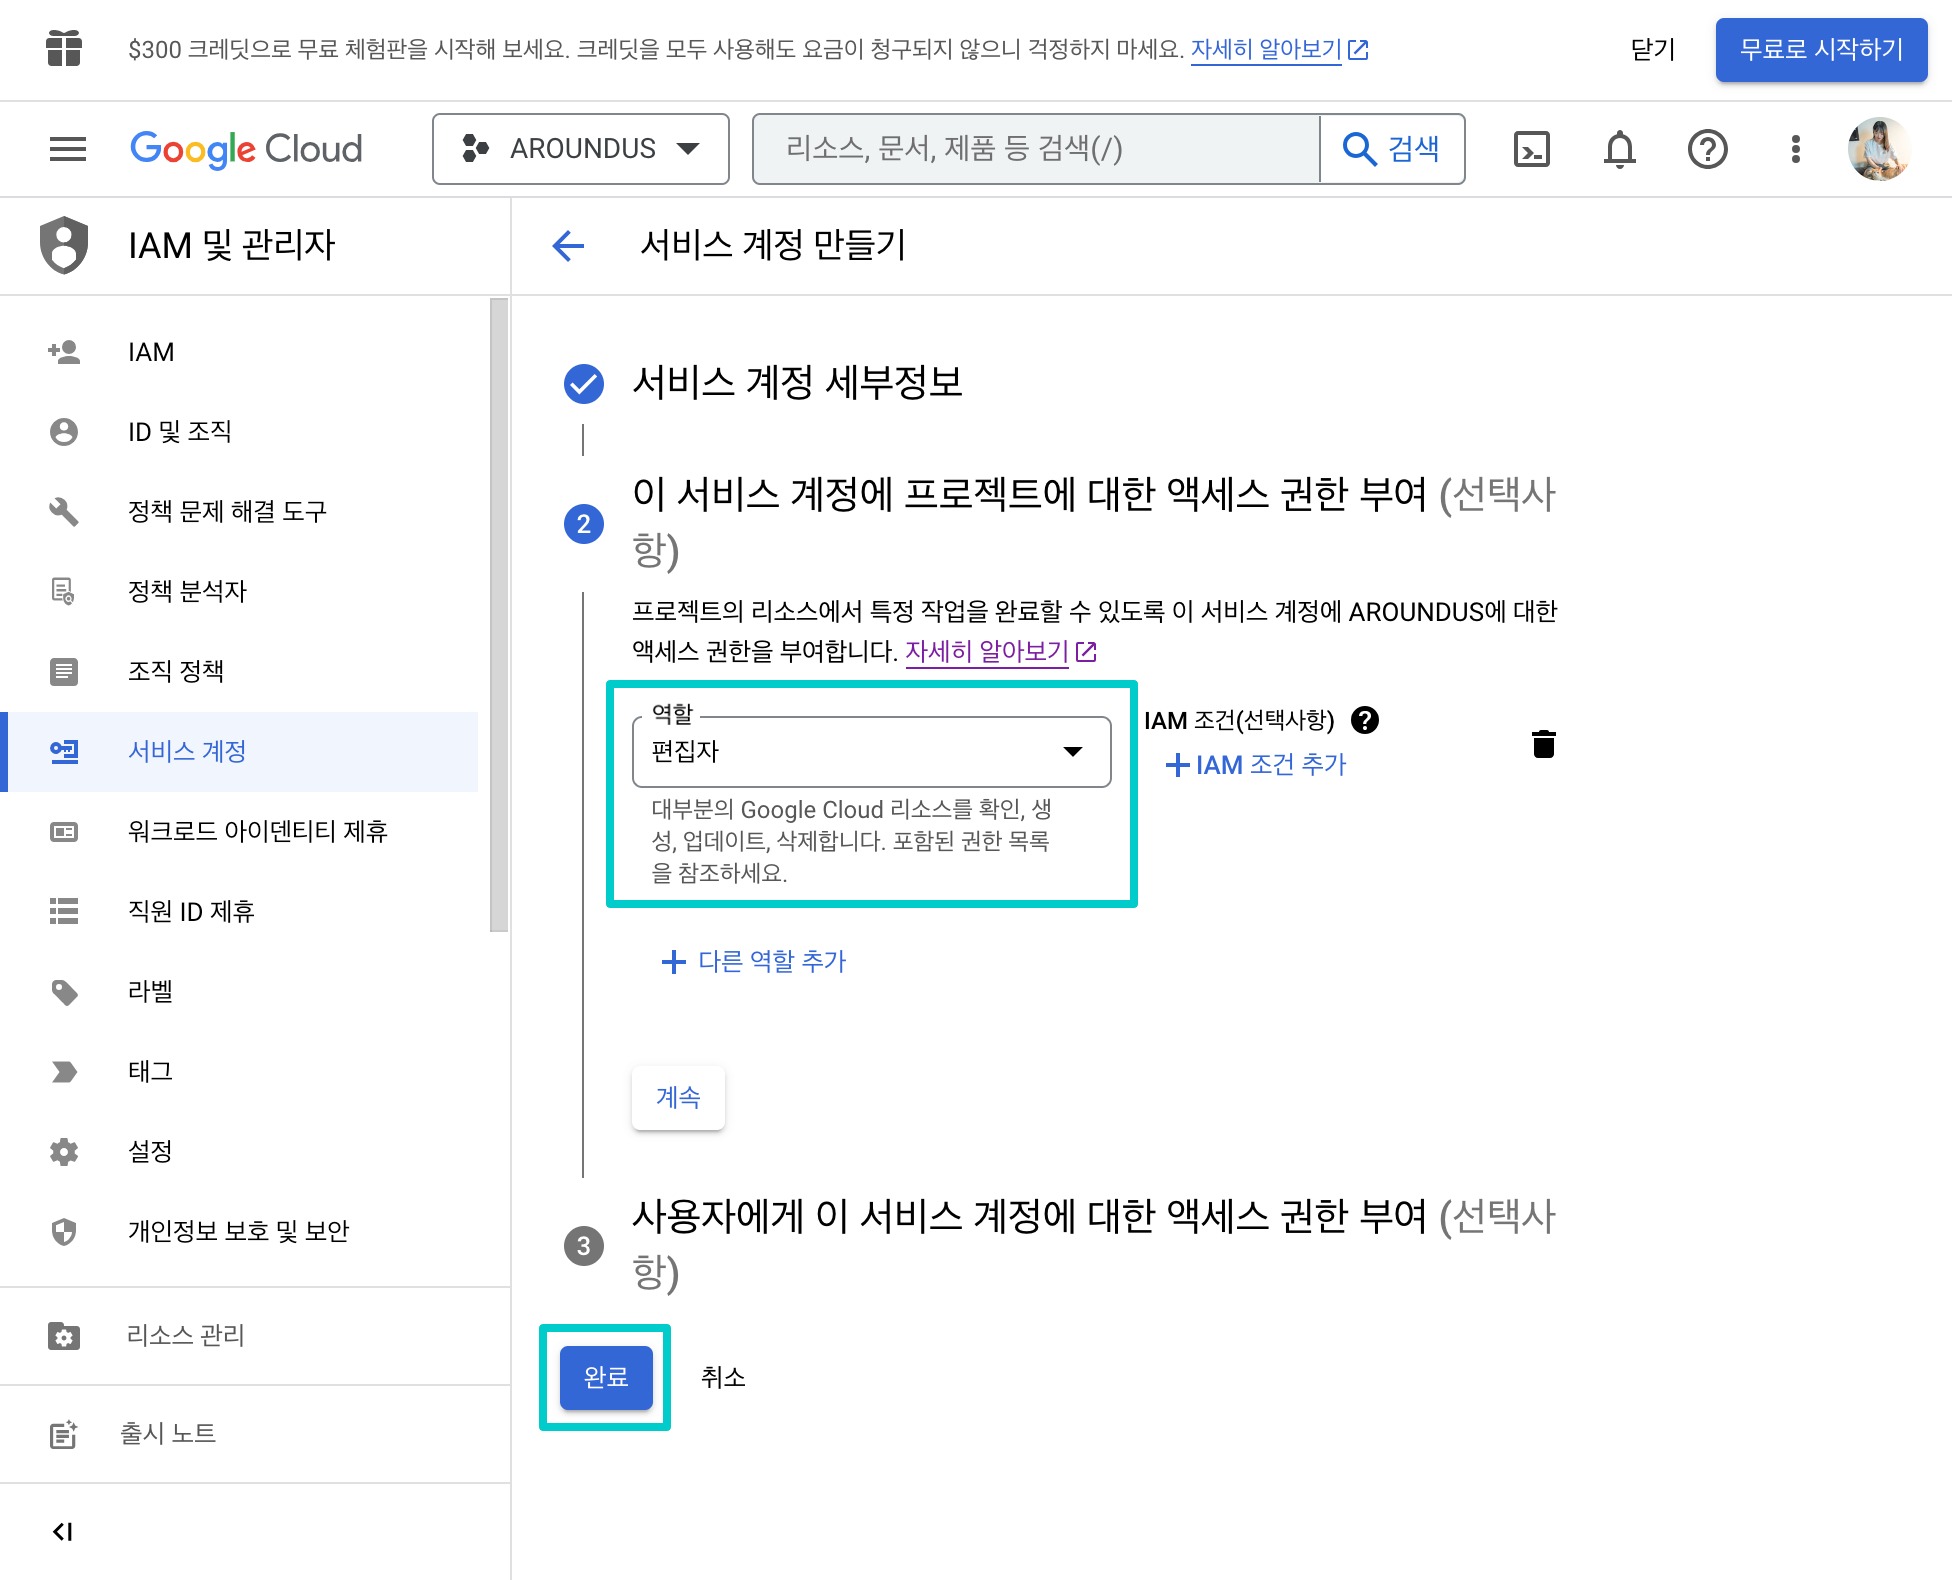 $300 크레딧으로 무료 체험판을 시작해 보세요. 크레딧을 모두 사용해도 요금이 청구되지 않으니 걱정하지 마세요. 자세히 알아보기
닫기
무료로 시작하기
Google Cloud
AROUNDUS
리소스, 문서, 제품 등 검색(/)
검색
IAM 및 관리자
서비스 계정 만들기
IAM
ID 및 조직
정책 문제 해결 도구
정책 분석자
조직 정책
서비스 계정
워크로드 아이덴티티 제휴
직원 ID 제휴
라벨
태그
설정
개인정보 보호 및 보안
리소스 관리
출시 노트
서비스 계정 세부정보
2
이 서비스 계정에 프로젝트에 대한 액세스 권한 부여 (선택사
항)
프로젝트의 리소스에서 특정 작업을 완료할 수 있도록 이 서비스 계정에 AROUNDUS에 대한
액세스 권한을 부여합니다. 자세히 알아보기
역할
편집자
대부분의 Google Cloud 리소스를 확인, 생
성, 업데이트, 삭제합니다. 포함된 권한 목록
을 참조하세요.
IAM 조건(선택사항)
IAM 조건 추가
다른 역할 추가
계속
3
사용자에게 이 서비스 계정에 대한 액세스 권한 부여 (선택사
항)
완료
취소